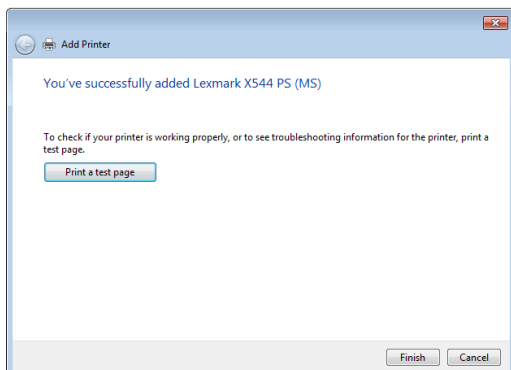 Add Printer
You've successfully added Lexmark X544 PS (MS)
To check if your printer is working properly, or to see troubleshooting information for the printer, print a
test page.
Print a test page
Finish Cancel